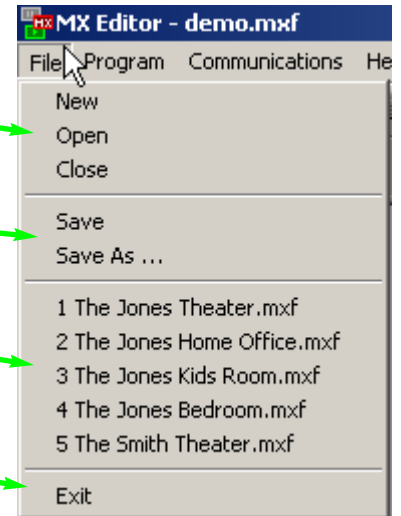 MX Editor - demo.mxf
File Program Communications He
New
Open
Close
Save
Save As ...
1 The Jones Theater.mxf
2 The Jones Home Office.mxf
3 The Jones Kids Room.mxf
4 The Jones Bedroom.mxf
5 The Smith Theater.mxf
Exit